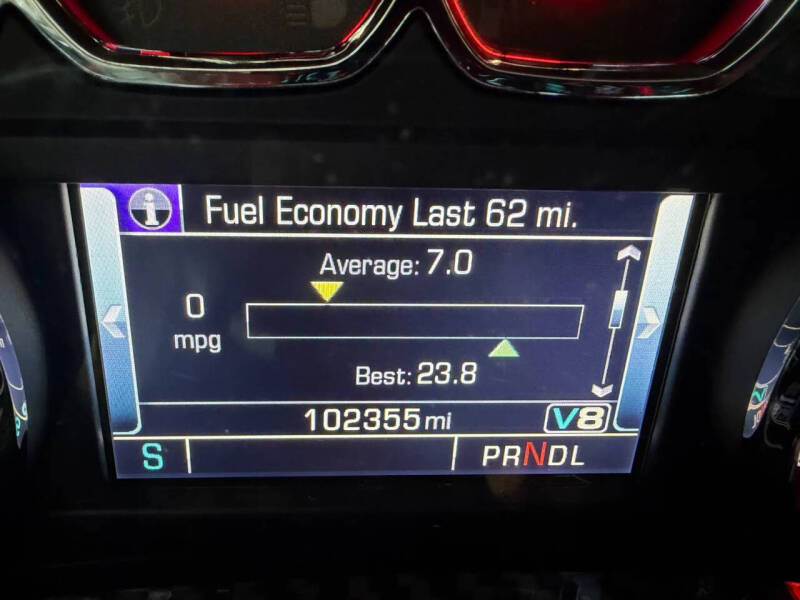 Fuel Economy Last 62 mi.
Average: 7.0
0
mpg
Best: 23.8
102355 mi V8
S PRNDL